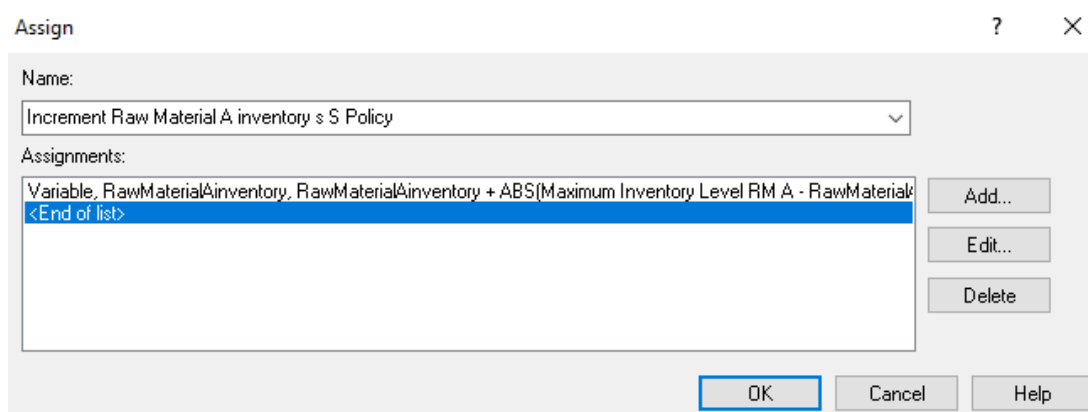 Assign ?
Name:
Increment Raw Material A inventory s S Policy
Assignments:
Variable, RawMaterialAinventory, RawMaterialAinventory + ABS(Maximum Inventory Level RM A - RawMaterial
<End of list>
Add...
Edit...
Delete
OK Cancel Help